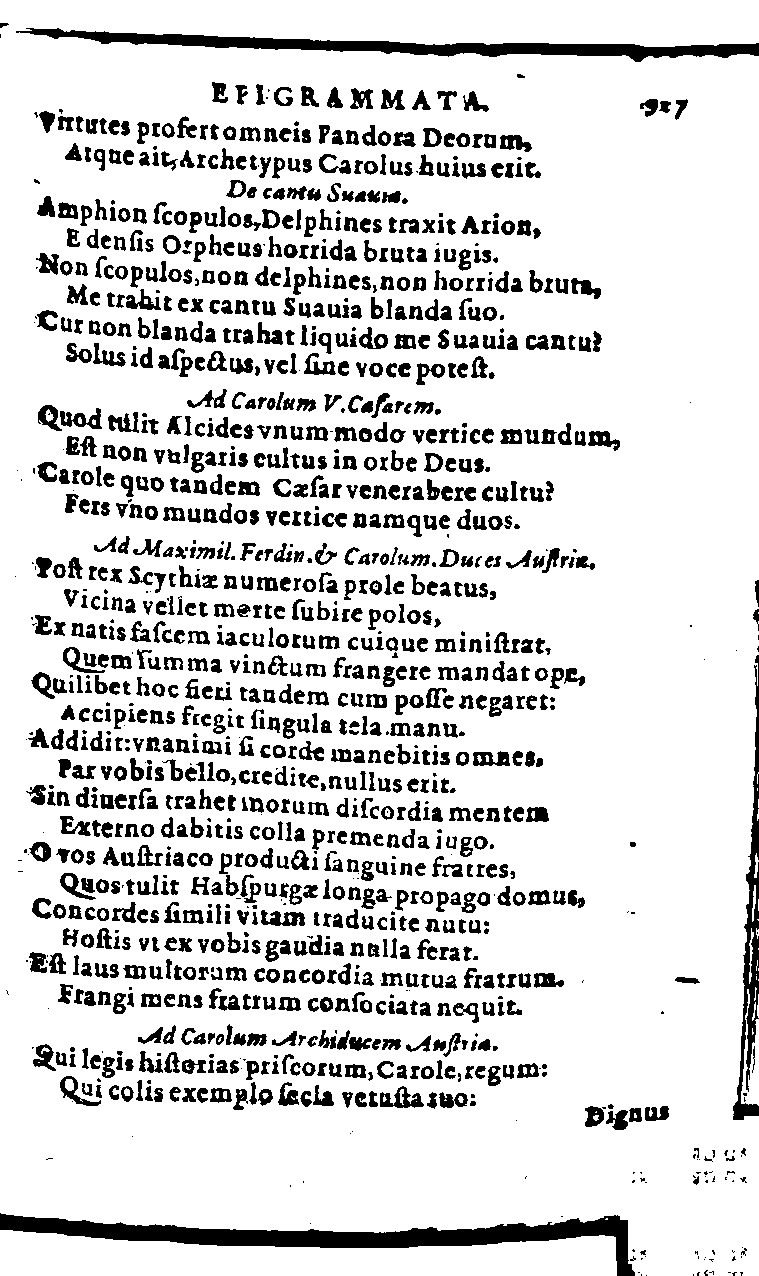 EPIGRAMMATA. 927
Virtutes profert omneis Pandora Deorum,
Atque ait, Archetypus Carolus huius erit.
De cantu Suauiæ.
Amphion ſcopulos, Delphines traxit Arion,
E denſis Orpheus horrida bruta iugis.
Non ſcopulos, non delphines, non horrida bruta,
Me trahit ex cantu Suauia blanda ſuo.
Cur non blanda trahat liquido me Suauia cantu?
Solus id aſpectus, vel ſine voce poteſt.
Ad Carolum V. Cæſarem.
Quod tulit Alcides vnum modo vertice mundum,
Eſt non vulgaris cultus in orbe Deus.
Carole quo tandem Cæſar venerabere cultu?
Fers vno mundos vertice namque duos.
Ad Maximil. Ferdin. & Carolum. Duces Auſtriæ.
Poſt rex Scythiæ numeroſa prole beatus,
Vicina vellet morte ſubire polos,
Ex natis faſcem iaculorum cuique miniſtrat,
Quem ſumma vinctum frangere mandat ope,
Quilibet hoc fieri tandem cum poſſe negaret:
Accipiens fregit ſingula tela manu.
Addidit: vnanimi ſi corde manebitis omnes,
Par vobis bello, credite, nullus erit.
Sin diuerſa trahet morum diſcordia mentem
Externo dabitis colla premenda iugo.
O vos Auſtriaco producti ſanguine fratres,
Quos tulit Habſpurgæ longa propago domus,
Concordes ſimili vitam traducite nutu:
Hoſtis vt ex vobis gaudia nulla ferat.
Eſt laus multorum concordia mutua fratrum.
Frangi mens fratrum conſociata nequit.
Ad Carolum Archiducem Auſtriæ.
Qui legis hiſtorias priſcorum, Carole, regum:
Qui colis exemplo ſecla vetuſta tuo:
Dignus